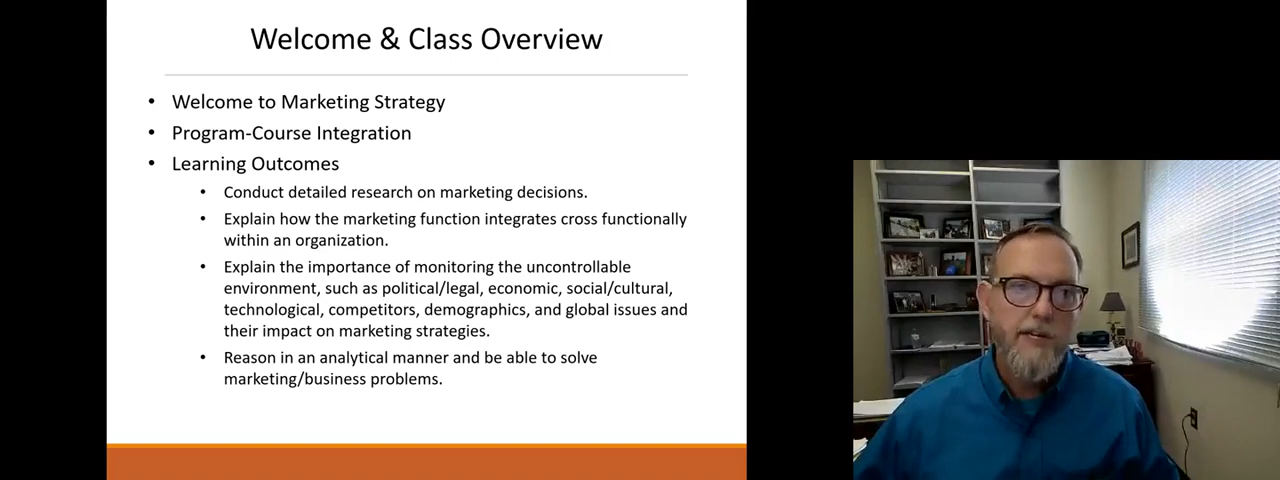 Welcome & Class Overview
• Welcome to Marketing Strategy
• Program-Course Integration
• Learning Outcomes
• Conduct detailed research on marketing decisions.
• Explain how the marketing function integrates cross functionally
within an organization.
• Explain the importance of monitoring the uncontrollable
environment, such as political/legal, economic, social/cultural,
technological, competitors, demographics, and global issues and
their impact on marketing strategies.
• Reason in an analytical manner and be able to solve
marketing/business problems.